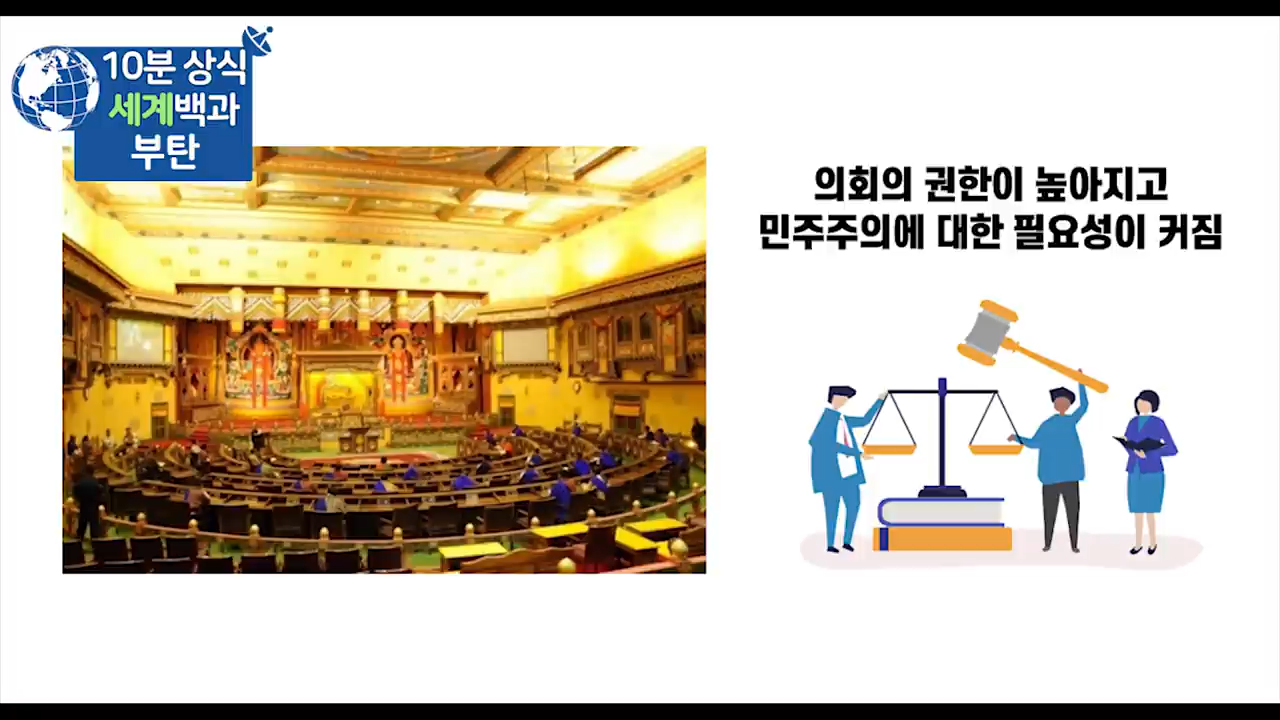 10분 상식
세계백과
부탄
의회의 권한이 높아지고
민주주의에 대한 필요성이 커짐